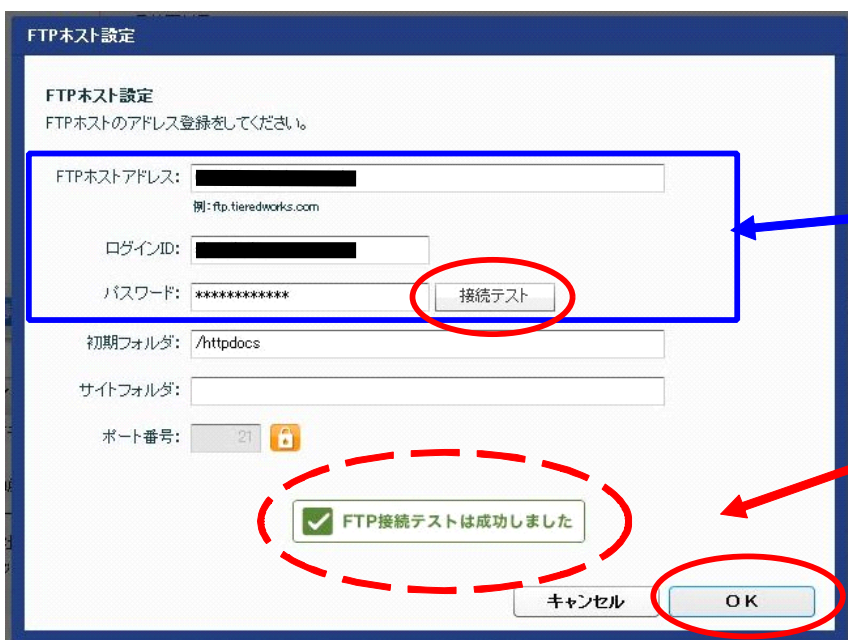 FTPホスト設定
FTPホスト設定
FTPホストのアドレス登録をしてください。
FTPホストアドレス:
例:ftp.tieredworks.com
ログインID:
パスワード: ************ 接続テスト
初期フォルダ: /httpdocs
サイトフォルダ:
ポート番号: 21
FTP接続テストは成功しました
キャンセル OK